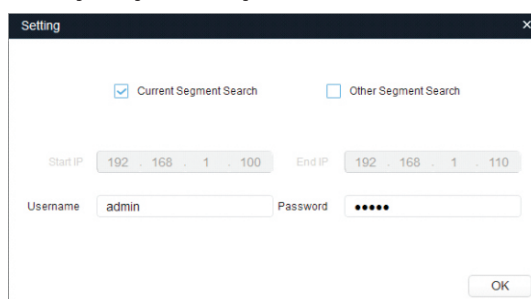 Setting ×
Current Segment Search Other Segment Search
Start IP 192 . 168 . 1 . 100 End IP 192 . 168 . 1 . 110
Username admin Password •••••
OK